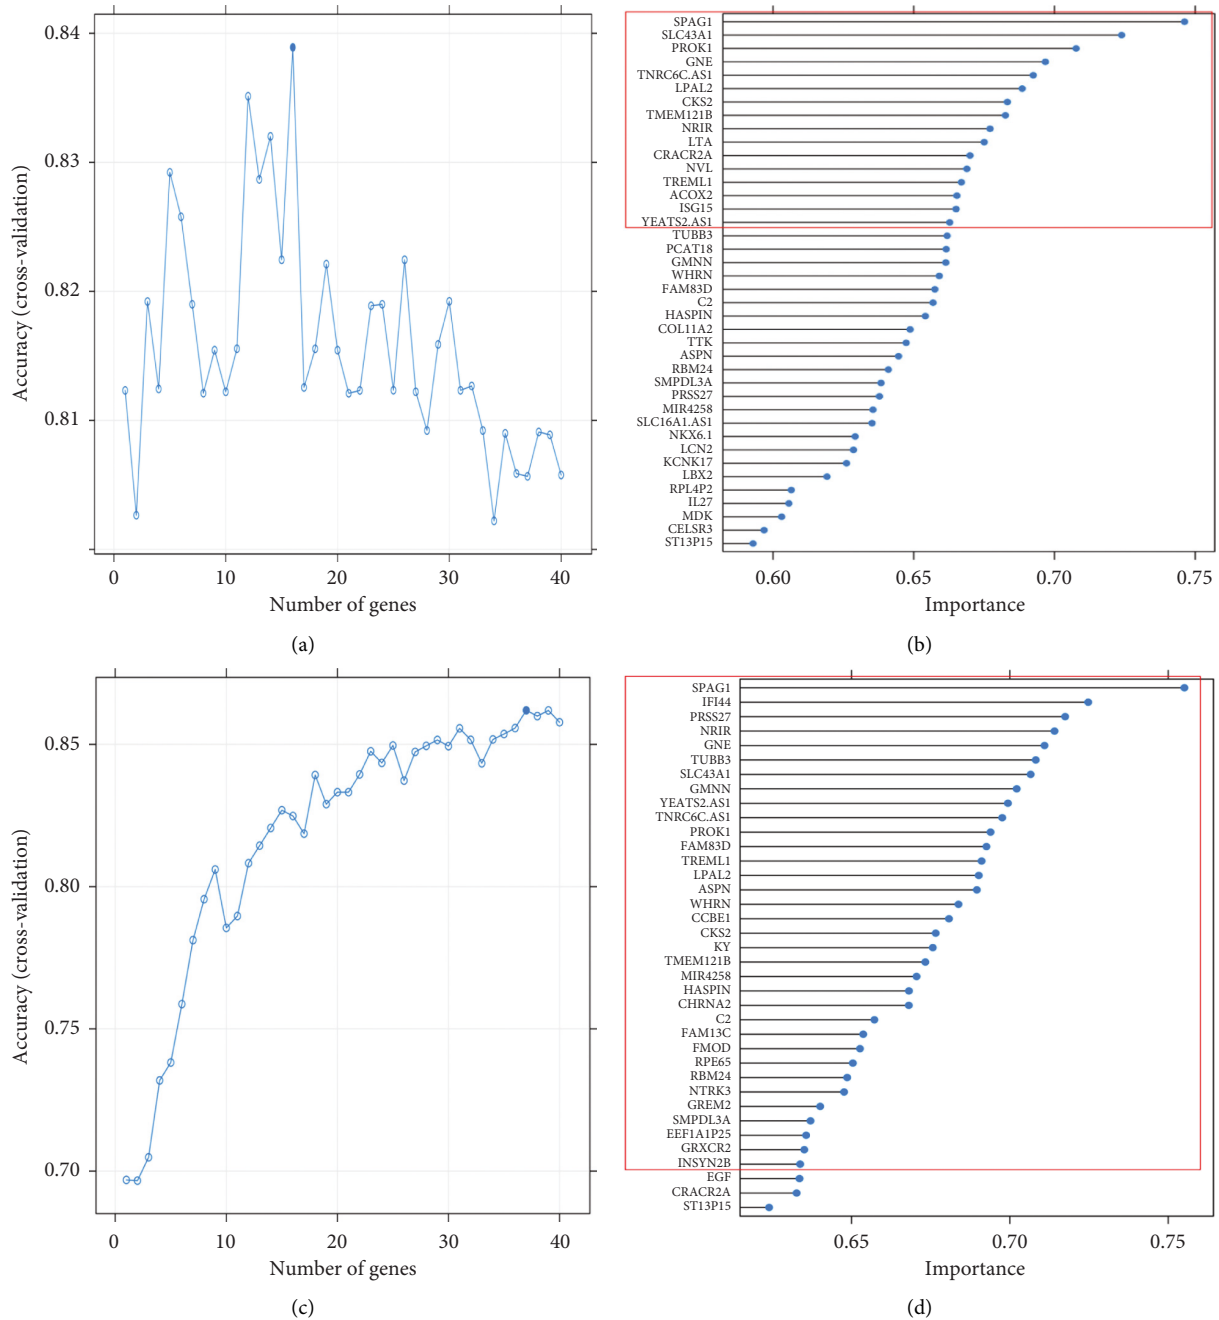 0.84
0.83
0.82
0.81
Accuracy (cross-validation)
0
10
20
30
40
Number of genes
(a)
SPAG1
SLC43A1
PROK1
GNE
TNRC6C.AS1
LPAL2
CKS2
TMEM121B
NRIR
LTA
CRACR2A
NVL
TREML1
ACOX2
ISG15
YEATS2.AS1
TUBB3
PCAT18
GMNN
WHRN
FAM83D
C2
HASPIN
COL11A2
TTK
ASPN
RBM24
SMPDL3A
PRSS27
MIR4258
SLC16A1.AS1
NKX6.1
LCN2
KCNK17
LBX2
RPL4P2
IL27
MDK
CELSR3
ST13P15
0.60
0.65
0.70
0.75
Importance
(b)
0.85
0.80
0.75
0.70
Accuracy (cross-validation)
0
10
20
30
40
Number of genes
(c)
SPAG1
IFI44
PRSS27
NRIR
GNE
TUBB3
SLC43A1
GMNN
YEATS2.AS1
TNRC6C.AS1
PROK1
FAM83D
TREML1
LPAL2
ASPN
WHRN
CCBE1
CKS2
KY
TMEM121B
MIR4258
HASPIN
CHRNA2
C2
FAM13C
FMOD
RPE65
RBM24
NTRK3
GREM2
SMPDL3A
EEF1A1P25
GRXCR2
INSYN2B
EGF
CRACR2A
ST13P15
0.65
0.70
0.75
Importance
(d)